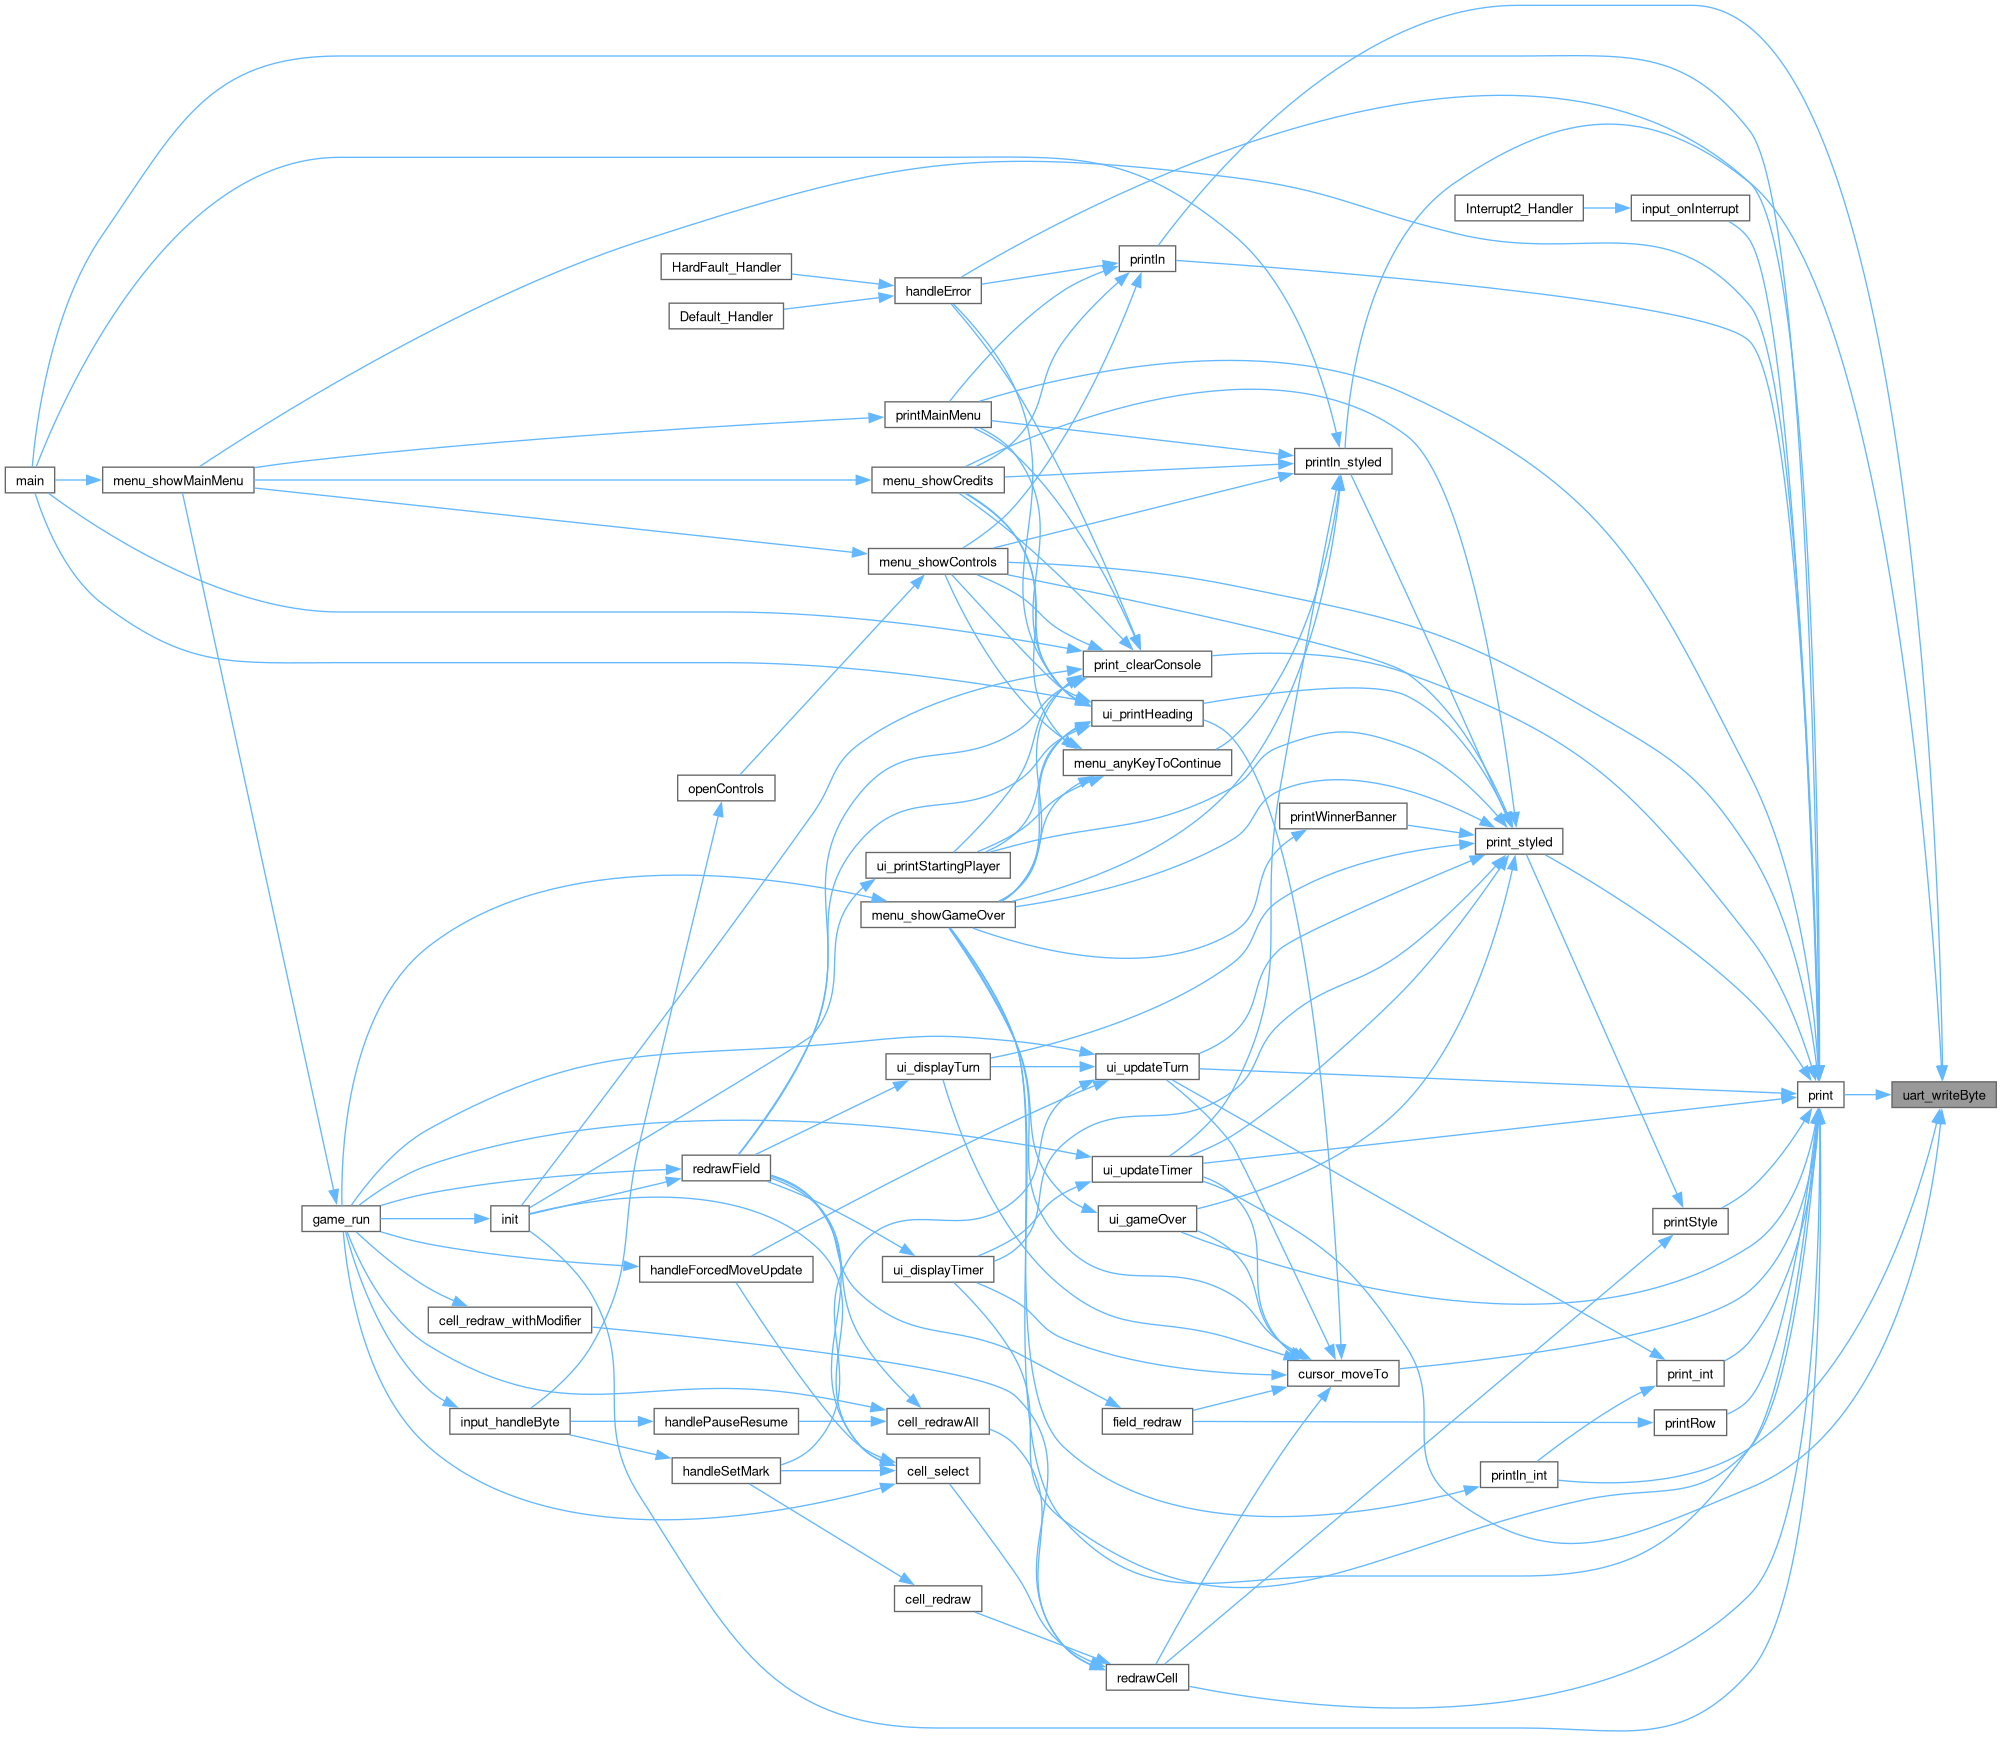 Interrupt2_Handler
input_onInterrupt
println
HardFault_Handler
handleError
Default_Handler
printMainMenu
println_styled
main
menu_showMainMenu
menu_showCredits
menu_showControls
print_clearConsole
ui_printHeading
menu_anyKeyToContinue
openControls
printWinnerBanner
print_styled
ui_printStartingPlayer
menu_showGameOver
ui_displayTurn
ui_updateTurn
print
uart_writeByte
redrawField
ui_updateTimer
game_run
init
ui_gameOver
printStyle
handleForcedMoveUpdate
ui_displayTimer
cell_redraw_withModifier
cursor_moveTo
print_int
input_handleByte
handlePauseResume
cell_redrawAll
field_redraw
printRow
handleSetMark
cell_select
println_int
cell_redraw
redrawCell